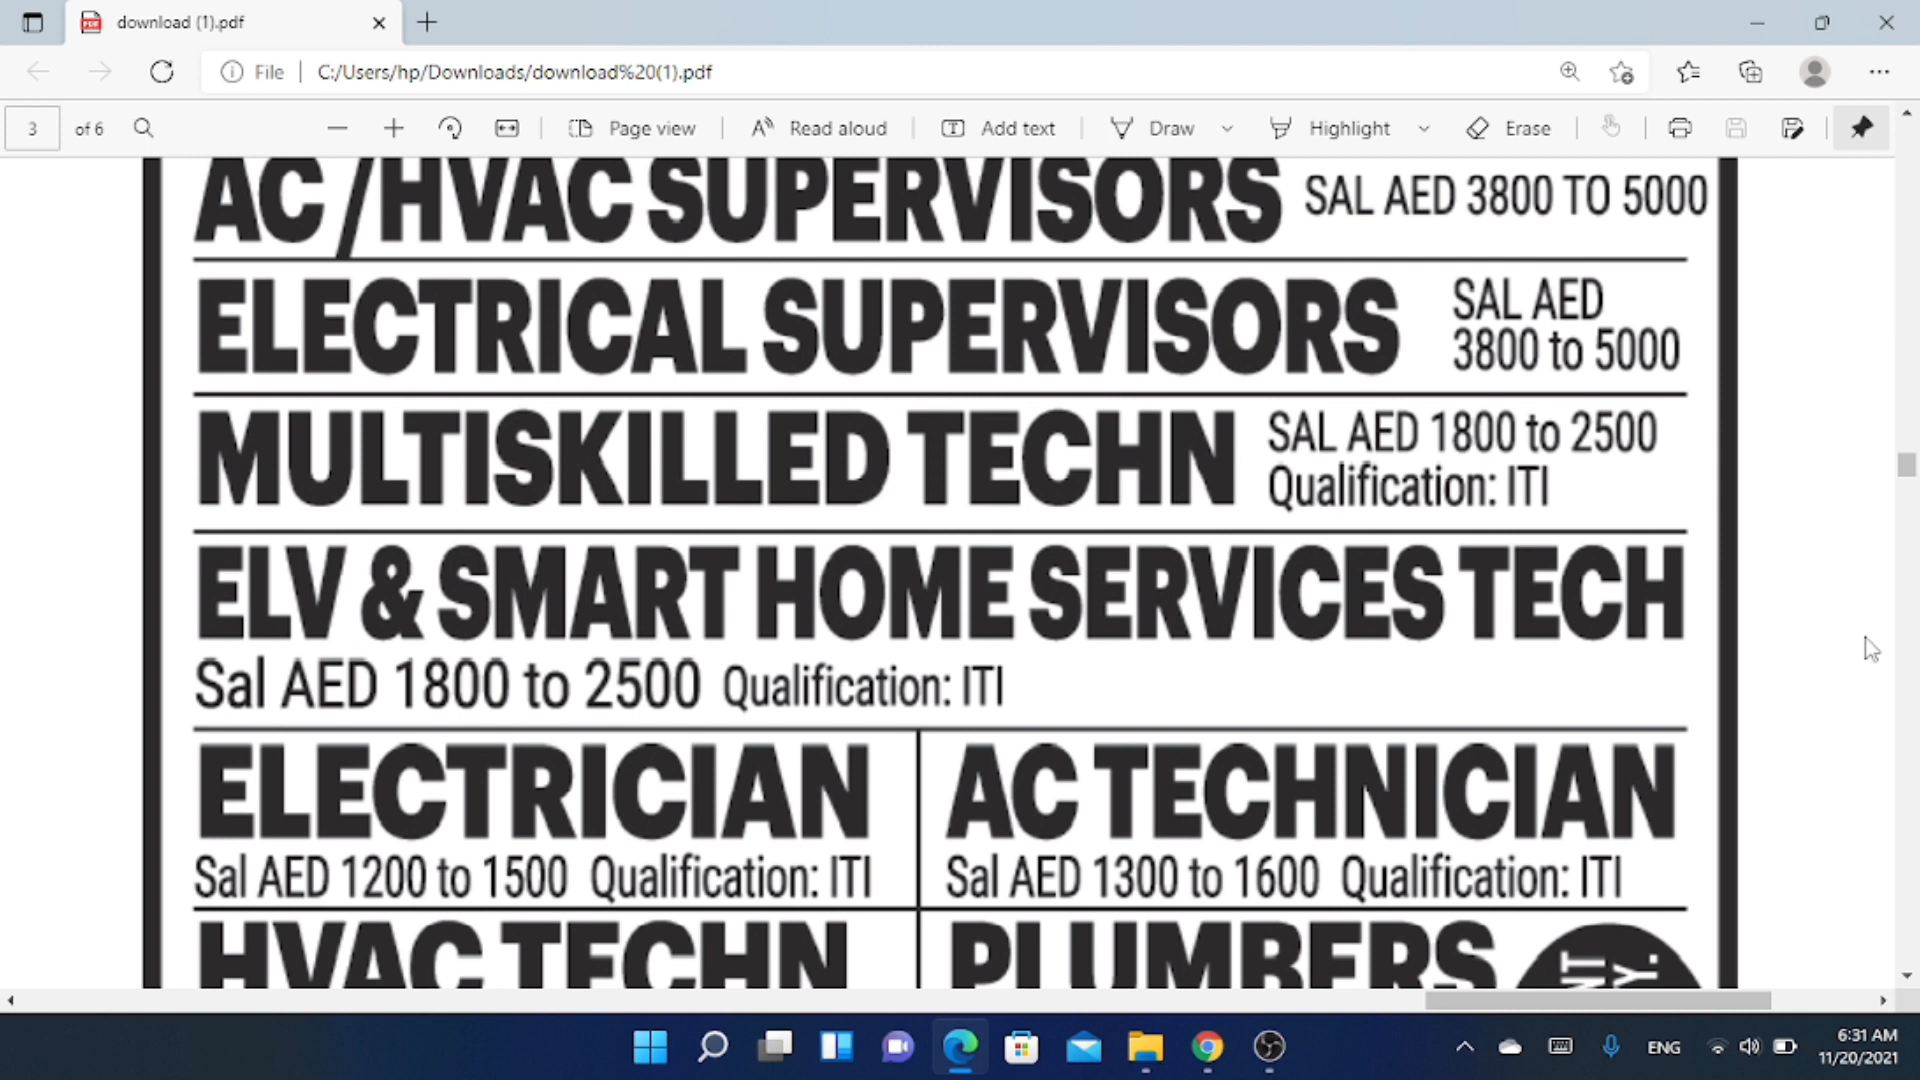 download (1).pdf
File
C:/Users/hp/Downloads/download%20(1).pdf
3 of 6
Page view
Read aloud
Add text
Draw
Highlight
Erase
AC /HVAC SUPERVISORS SAL AED 3800 TO 5000
ELECTRICAL SUPERVISORS SAL AED
3800 to 5000
MULTISKILLED TECHN SAL AED 1800 to 2500
Qualification: ITI
ELV & SMART HOME SERVICES TECH
Sal AED 1800 to 2500 Qualification: ITI
ELECTRICIAN
Sal AED 1200 to 1500 Qualification: ITI
AC TECHNICIAN
Sal AED 1300 to 1600 Qualification: ITI
HVAC TECHN
PLUMBERS
ENG
6:31 AM
11/20/2021